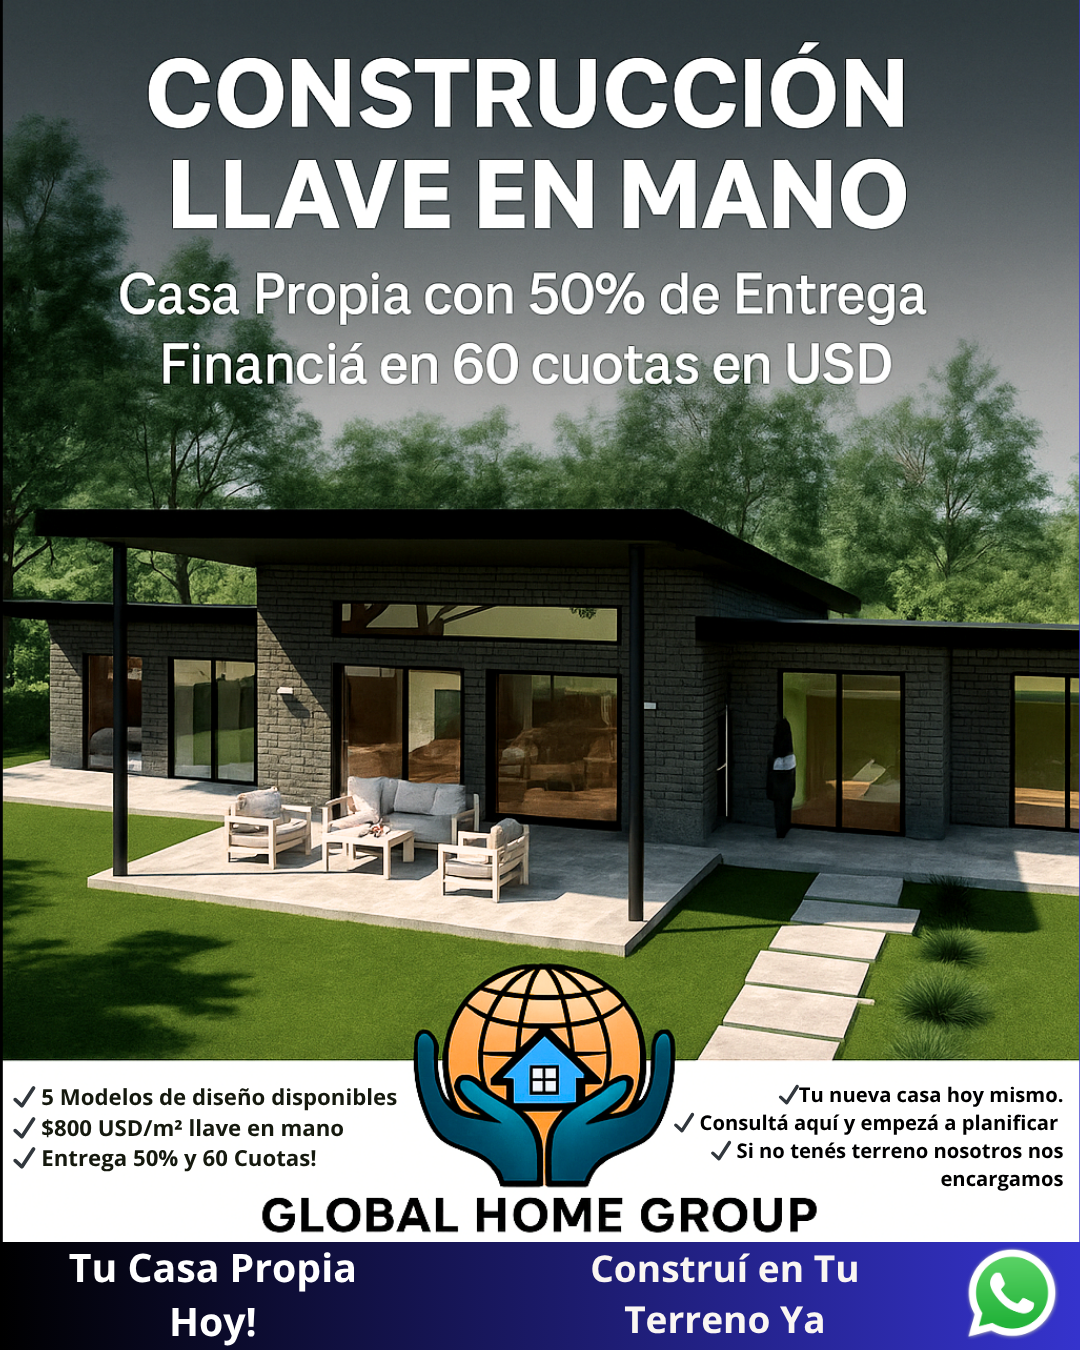 CONSTRUCCIÓN
LLAVE EN MANO
Casa Propia con 50% de Entrega
Financiá en 60 cuotas en USD
✓ 5 Modelos de diseño disponibles
✓ $800 USD/m² llave en mano
✓ Entrega 50% y 60 Cuotas!
✓Tu nueva casa hoy mismo.
✓ Consultá aquí y empezá a planificar
✓ Si no tenés terreno nosotros nos
encargamos
GLOBAL HOME GROUP
Tu Casa Propia
Hoy!
Construí en Tu
Terreno Ya